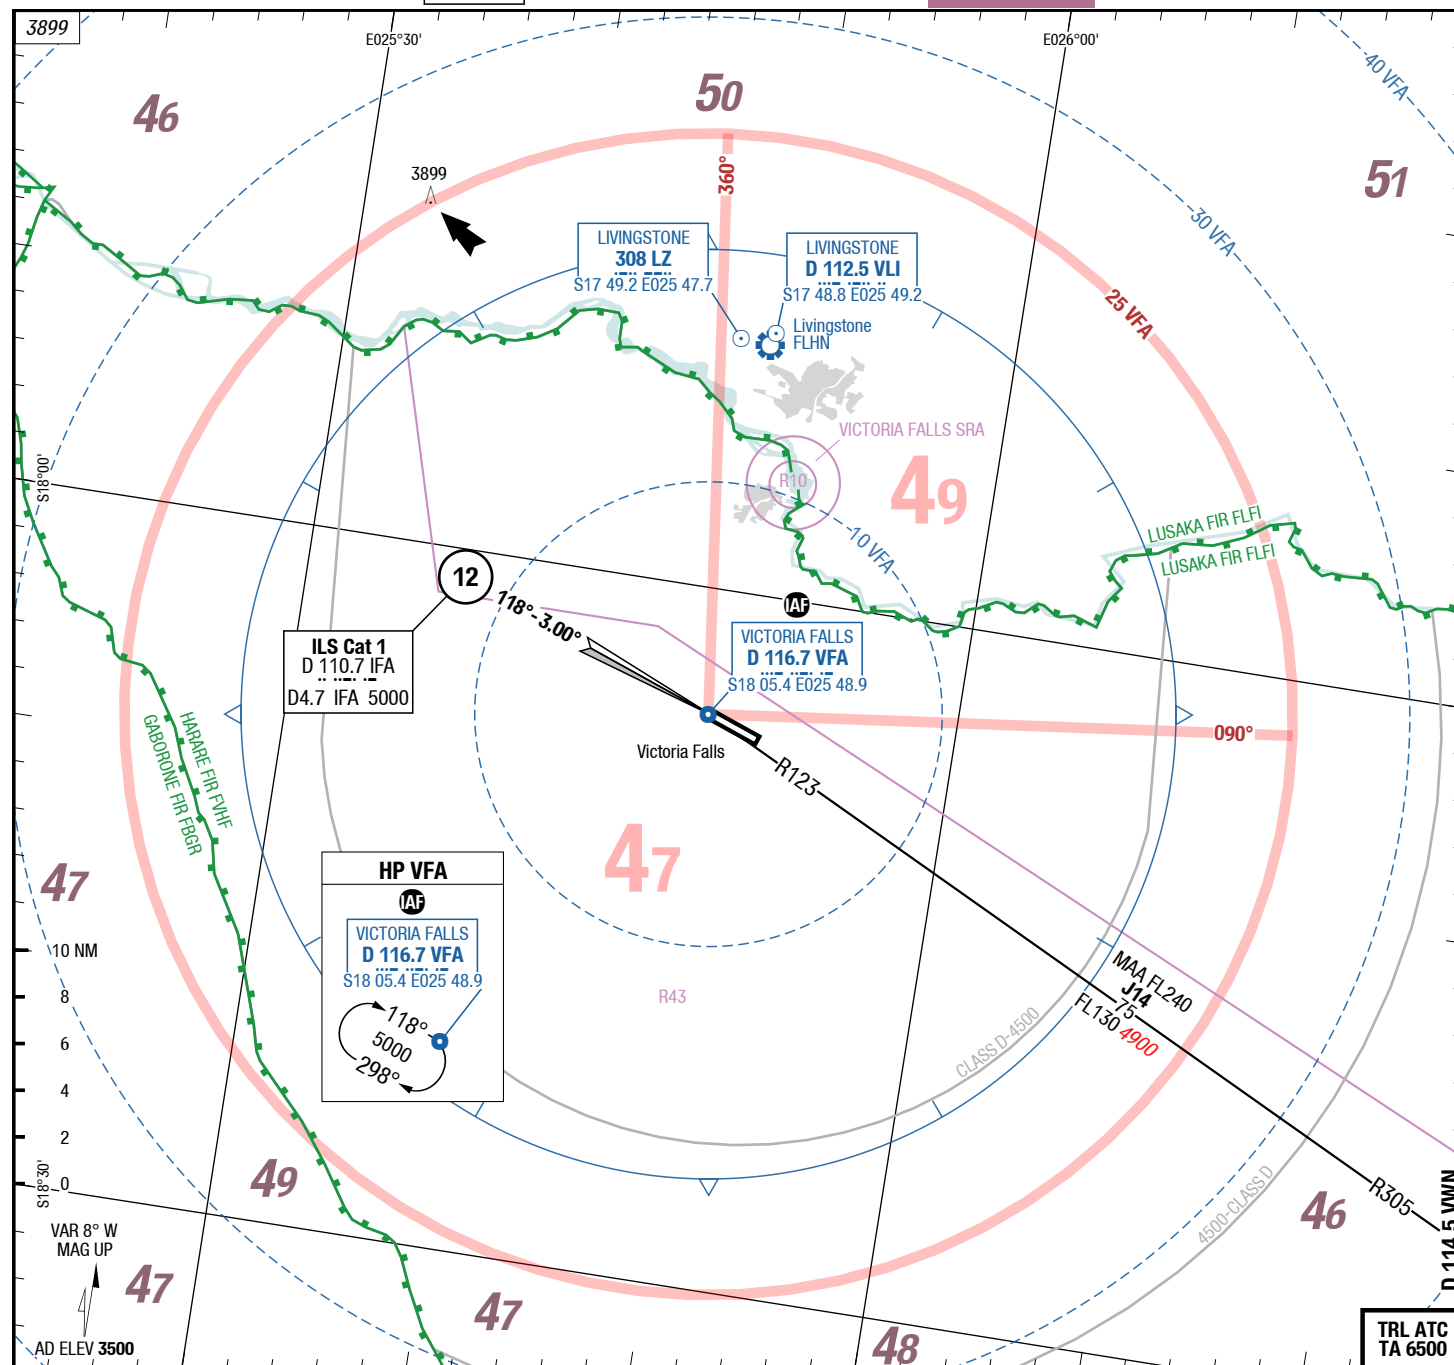 3899
E025°30'
E026°00'
40 VFA
46
50
51
3899
360°
30 VFA
LIVINGSTONE
308 LZ
S17 49.2 E025 47.7
LIVINGSTONE
D 112.5 VLI
S17 48.8 E025 49.2
Livingstone
FLHN
25 VFA
VICTORIA FALLS SRA
R10
49
S18°00'
10 VFA
LUSAKA FIR FLFI
LUSAKA FIR FLFI
12
118°-3.00°
IAF
VICTORIA FALLS
D 116.7 VFA
S18 05.4 E025 48.9
ILS Cat 1
D 110.7 IFA
D4.7 IFA 5000
HARARE FIR FVHF
GABORONE FIR FBGR
Victoria Falls
090°
R123
47
47
HP VFA
IAF
VICTORIA FALLS
D 116.7 VFA
S18 05.4 E025 48.9
118°
5000
298°
R43
10 NM
8
6
4
2
0
MAA FL240
J14
75
FL130 4900
CLASS D-4500
4500-CLASS D
S18°30'
49
46
R305
D 114.5 VWN
VAR 8° W
MAG UP
47
47
48
AD ELEV 3500
TRL ATC
TA 6500